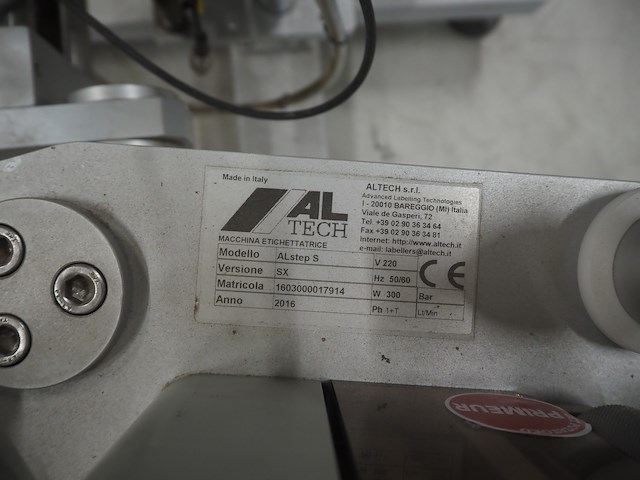 Made in Italy
AL
TECH
ALTECH s.r.l.
Advanced Labelling Technologies
I - 20010 BAREGGIO (MI) Italia
Viale de Gasperi, 72
Tel. +39 02 90 36 34 64
Fax +39 02 90 36 34 81
Internet: http://www.altech.it
e-mail: labellers@altech.it
MACCHINA ETICHETTATRICE
Modello ALstep S V 220
Versione SX Hz 50/60
Matricola 1603000017914 W 300 Bar
Anno 2016 Pb 1+T Lt/Min
CE
PRIMEUR